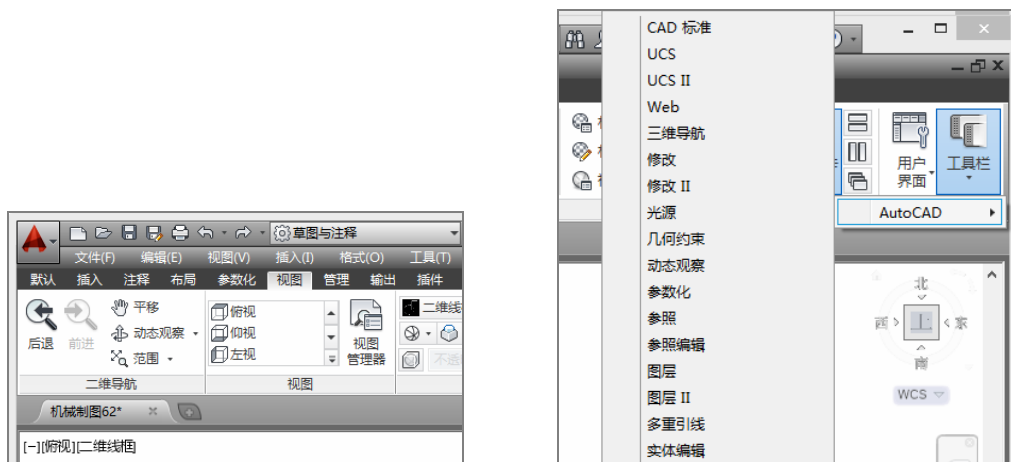 草图与注释
文件(F) 编辑(E) 视图(V) 插入(I) 格式(O) 工具(T)
默认 插入 注释 布局 参数化 视图 管理 输出 插件
后退 前进
平移
动态观察
范围
俯视
仰视
左视
视图
管理器
二维线
二维导航 视图
机械制图62*
[-][俯视][二维线框]
CAD 标准
UCS
UCS II
Web
三维导航
修改
修改 II
光源
几何约束
动态观察
参数化
参照
参照编辑
图层
图层 II
多重引线
实体编辑
用户
界面
工具栏
AutoCAD
北
西 上 东
南
WCS